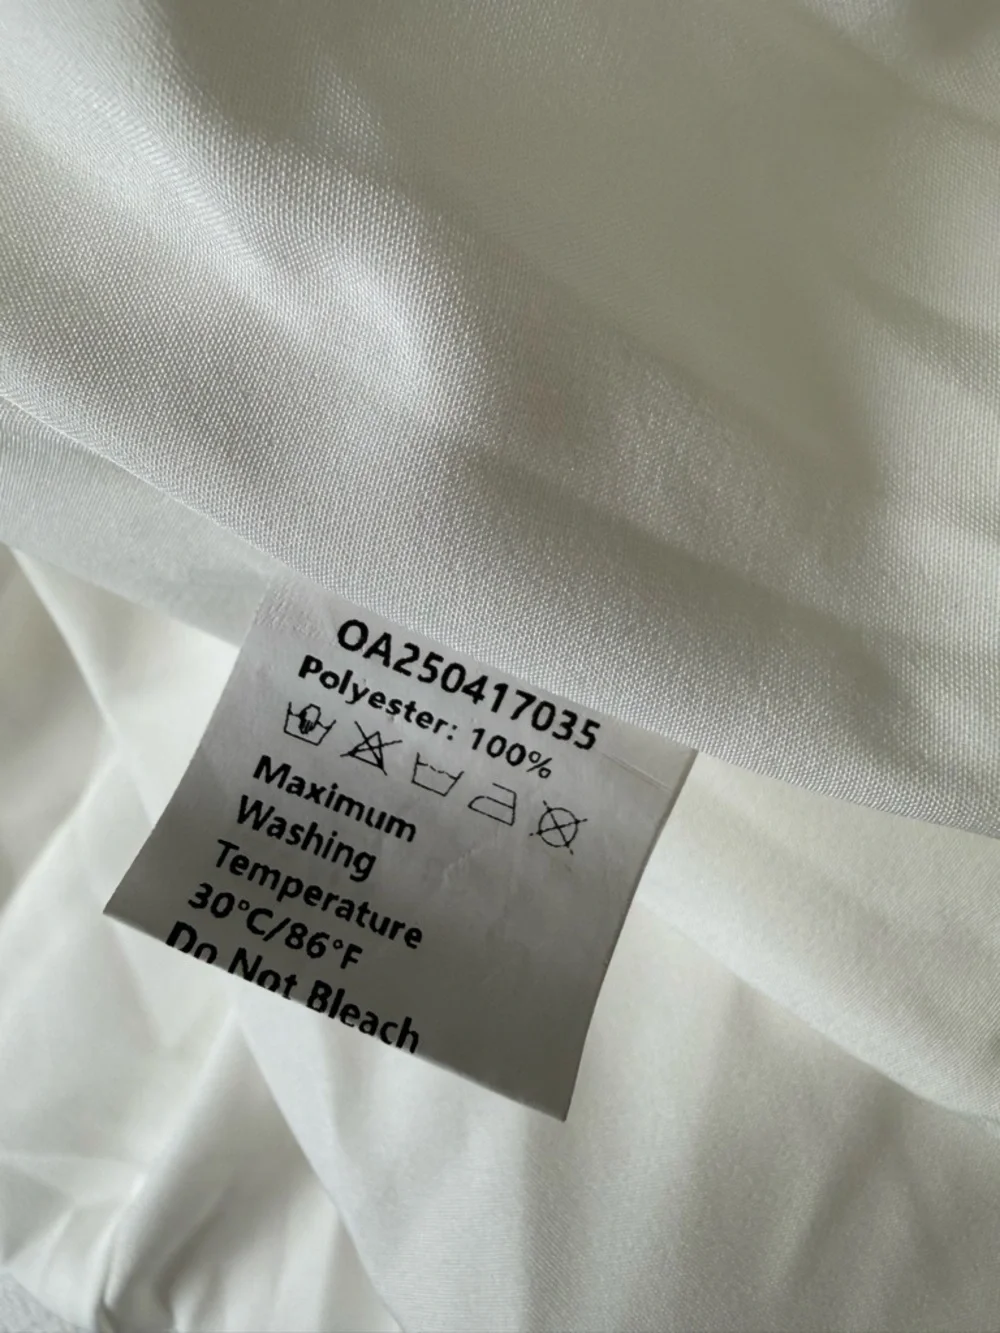 OA250417035
Polyester: 100%
Maximum
Washing
Temperature
30°C/86°F
Do Not Bleach